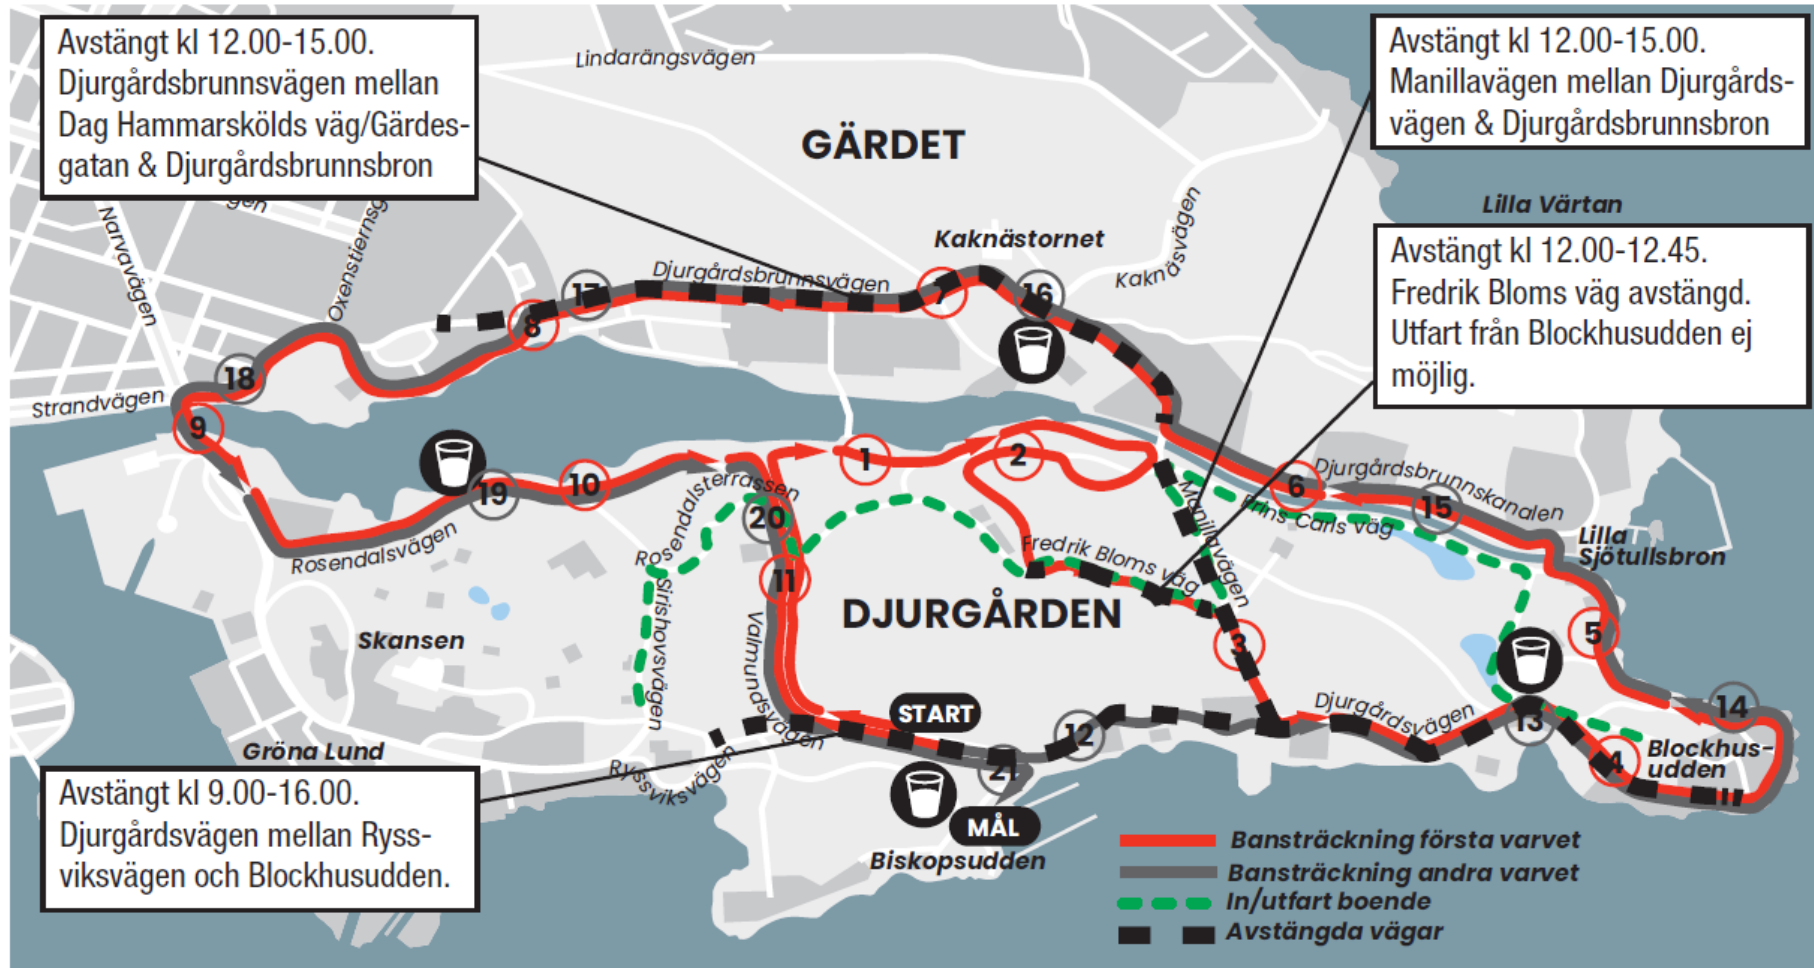 Avstängt kl 12.00-15.00.
Djurgårdsbrunnsvägen mellan
Dag Hammarskölds väg/Gärdes-
gatan & Djurgårdsbrunnsbron
Avstängt kl 12.00-15.00.
Manillavägen mellan Djurgårds-
vägen & Djurgårdsbrunnsbron
Avstängt kl 12.00-12.45.
Fredrik Bloms väg avstängd.
Utfart från Blockhusudden ej
möjlig.
Lindarängsvägen
GÄRDET
Lilla Värtan
Narvavägen
Oxenstiernsg
Kaknästornet
Kaknäsvägen
Djurgårdsbrunnsvägen
7
16
17
8
18
Strandvägen
9
1
2
10
19
6
15
Djurgårdsbrunnskanalen
Prins Carls väg
Manillavägen
Rosendalsterrassen
Rosendalsvägen
20
Fredrik Bloms väg
Lilla
Sjötullsbron
11
DJURGÅRDEN
5
3
Skansen
Sirishovsvägen
Valmundsvägen
START
Djurgårdsvägen
14
13
12
4
Blockhus-
udden
21
Gröna Lund
Ryssviksvägen
MÅL
Biskopsudden
Avstängt kl 9.00-16.00.
Djurgårdsvägen mellan Ryss-
viksvägen och Blockhusudden.
Bansträckning första varvet
Bansträckning andra varvet
In/utfart boende
Avstängda vägar